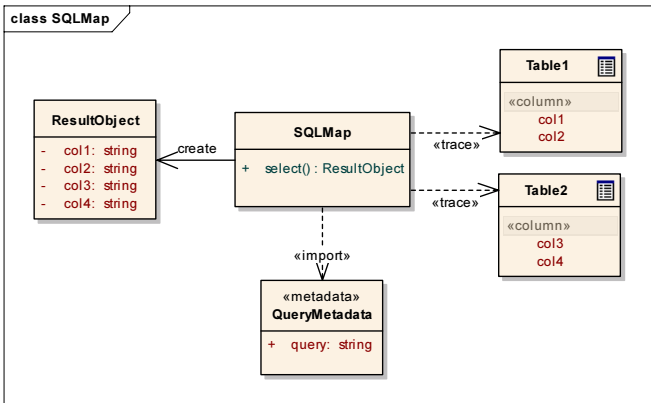 class SQLMap
ResultObject
- col1: string
- col2: string
- col3: string
- col4: string
create
SQLMap
+ select() : ResultObject
«trace»
Table1
«column»
col1
col2
«trace»
Table2
«column»
col3
col4
«import»
«metadata»
QueryMetadata
+ query: string